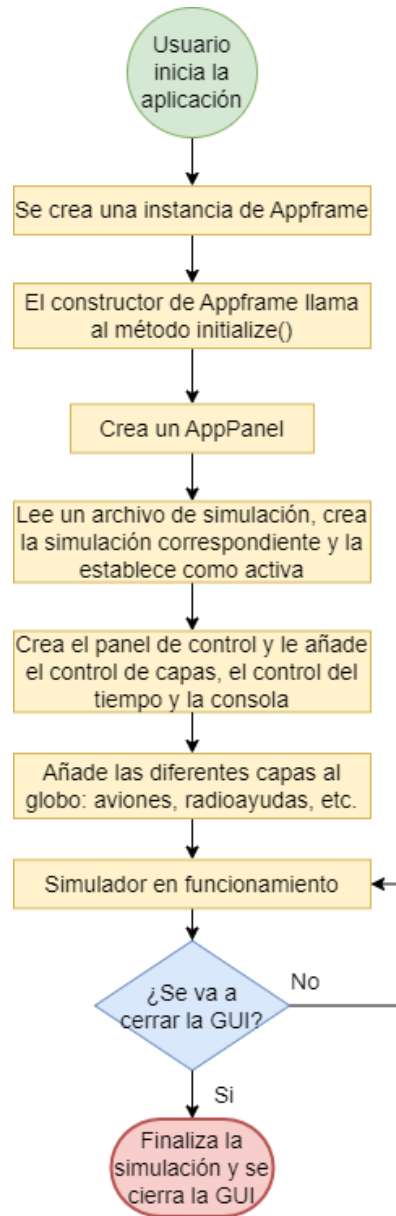 Usuario
inicia la
aplicación
Se crea una instancia de Appframe
El constructor de Appframe llama
al método initialize()
Crea un AppPanel
Lee un archivo de simulación, crea
la simulación correspondiente y la
establece como activa
Crea el panel de control y le añade
el control de capas, el control del
tiempo y la consola
Añade las diferentes capas al
globo: aviones, radioayudas, etc.
Simulador en funcionamiento
¿Se va a
cerrar la GUI?
No
Si
Finaliza la
simulación y se
cierra la GUI